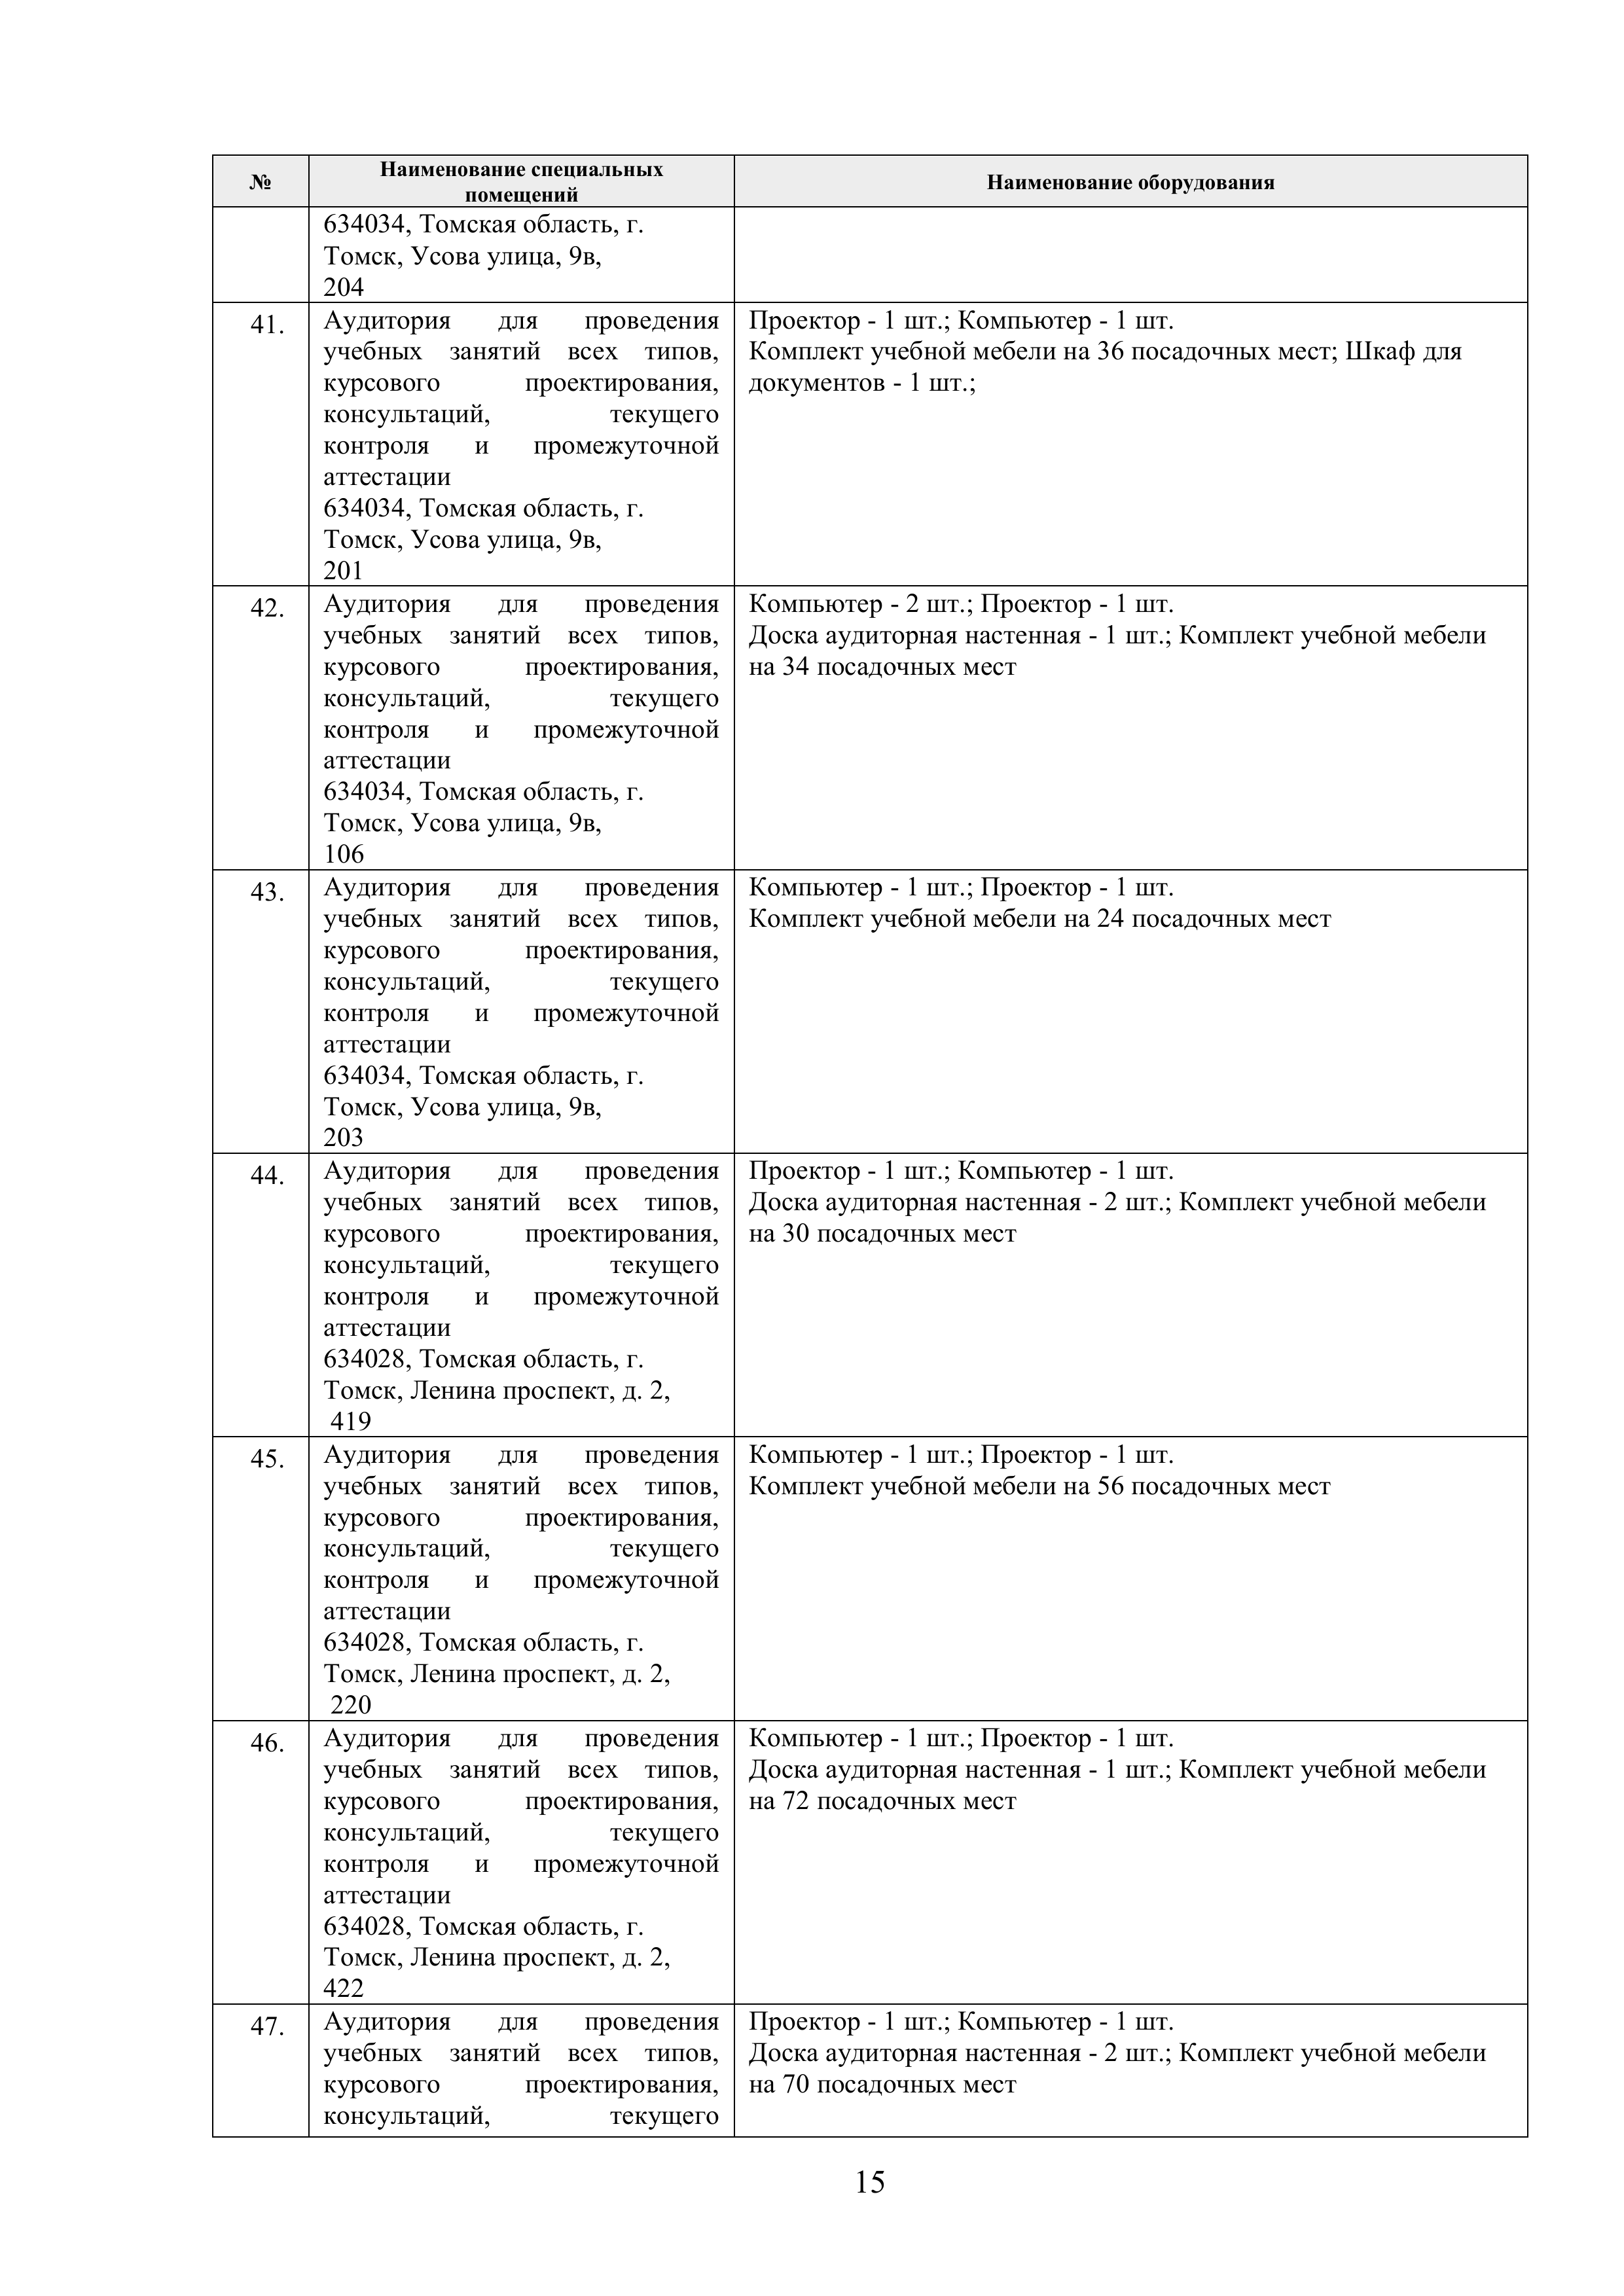 №
Наименование специальных
помещений
Наименование оборудования
634034, Томская область, г.
Томск, Усова улица, 9в,
204
41.
Аудитория для проведения
учебных занятий всех типов,
курсового проектирования,
консультаций, текущего
контроля и промежуточной
аттестации
634034, Томская область, г.
Томск, Усова улица, 9в,
201
Проектор - 1 шт.; Компьютер - 1 шт.
Комплект учебной мебели на 36 посадочных мест; Шкаф для
документов - 1 шт.;
42.
Аудитория для проведения
учебных занятий всех типов,
курсового проектирования,
консультаций, текущего
контроля и промежуточной
аттестации
634034, Томская область, г.
Томск, Усова улица, 9в,
106
Компьютер - 2 шт.; Проектор - 1 шт.
Доска аудиторная настенная - 1 шт.; Комплект учебной мебели
на 34 посадочных мест
43.
Аудитория для проведения
учебных занятий всех типов,
курсового проектирования,
консультаций, текущего
контроля и промежуточной
аттестации
634034, Томская область, г.
Томск, Усова улица, 9в,
203
Компьютер - 1 шт.; Проектор - 1 шт.
Комплект учебной мебели на 24 посадочных мест
44.
Аудитория для проведения
учебных занятий всех типов,
курсового проектирования,
консультаций, текущего
контроля и промежуточной
аттестации
634028, Томская область, г.
Томск, Ленина проспект, д. 2,
419
Проектор - 1 шт.; Компьютер - 1 шт.
Доска аудиторная настенная - 2 шт.; Комплект учебной мебели
на 30 посадочных мест
45.
Аудитория для проведения
учебных занятий всех типов,
курсового проектирования,
консультаций, текущего
контроля и промежуточной
аттестации
634028, Томская область, г.
Томск, Ленина проспект, д. 2,
220
Компьютер - 1 шт.; Проектор - 1 шт.
Комплект учебной мебели на 56 посадочных мест
46.
Аудитория для проведения
учебных занятий всех типов,
курсового проектирования,
консультаций, текущего
контроля и промежуточной
аттестации
634028, Томская область, г.
Томск, Ленина проспект, д. 2,
422
Компьютер - 1 шт.; Проектор - 1 шт.
Доска аудиторная настенная - 1 шт.; Комплект учебной мебели
на 72 посадочных мест
47.
Аудитория для проведения
учебных занятий всех типов,
курсового проектирования,
консультаций, текущего
Проектор - 1 шт.; Компьютер - 1 шт.
Доска аудиторная настенная - 2 шт.; Комплект учебной мебели
на 70 посадочных мест
15